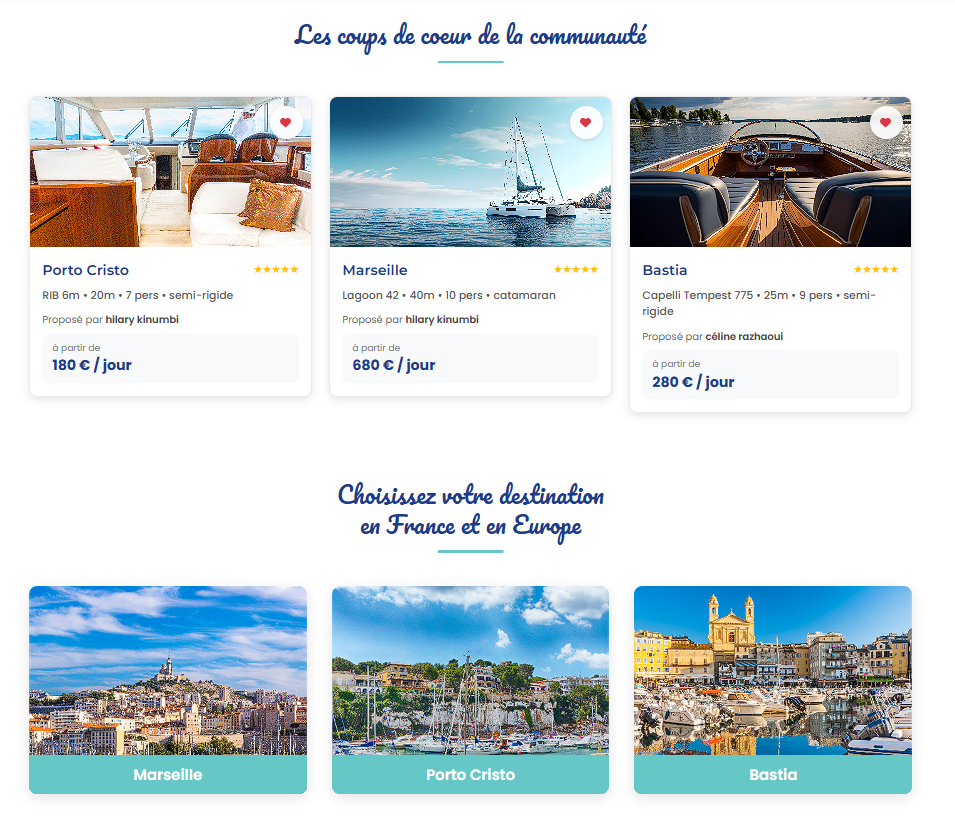 Les coups de coeur de la communauté
Porto Cristo ★★★★★
RIB 6m • 20m • 7 pers • semi-rigide
Proposé par hilary kinumbi
à partir de
180 € / jour
Marseille ★★★★★
Lagoon 42 • 40m • 10 pers • catamaran
Proposé par hilary kinumbi
à partir de
680 € / jour
Bastia ★★★★★
Capelli Tempest 775 • 25m • 9 pers • semi-
rigide
Proposé par céline razhaoui
à partir de
280 € / jour
Choisissez votre destination
en France et en Europe
Marseille
Porto Cristo
Bastia